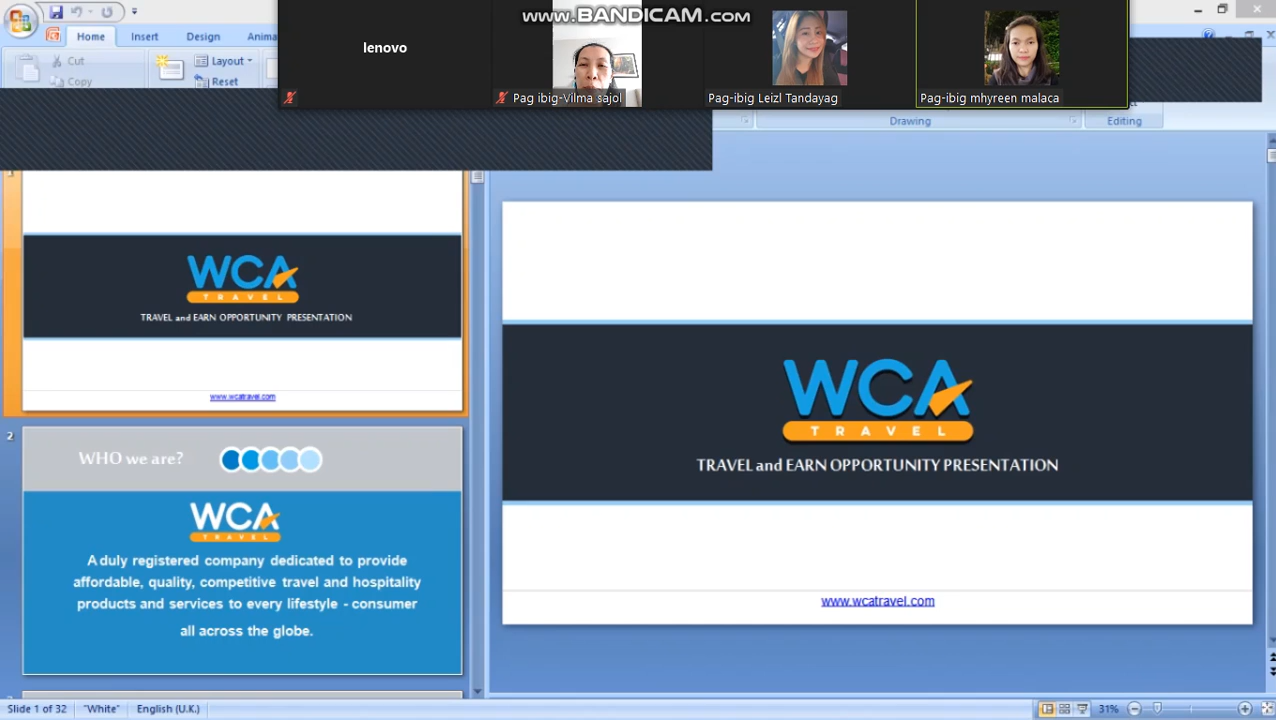 www.BANDICAM.com
Home
Insert
Design
lenovo
Pag ibig-Vilma sajol
Pag-ibig Leizl Tandayag
Pag-ibig mhyreen malaca
Cut
Copy
Layout
Reset
Drawing
Editing
WCA
TRAVEL
TRAVEL and EARN OPPORTUNITY PRESENTATION
www.wcatravel.com
2
WHO we are?
WCA
TRAVEL
A duly registered company dedicated to provide
affordable, quality, competitive travel and hospitality
products and services to every lifestyle - consumer
all across the globe.
WCA
TRAVEL
TRAVEL and EARN OPPORTUNITY PRESENTATION
www.wcatravel.com
Slide 1 of 32
"White"
English (U.K.)
31%